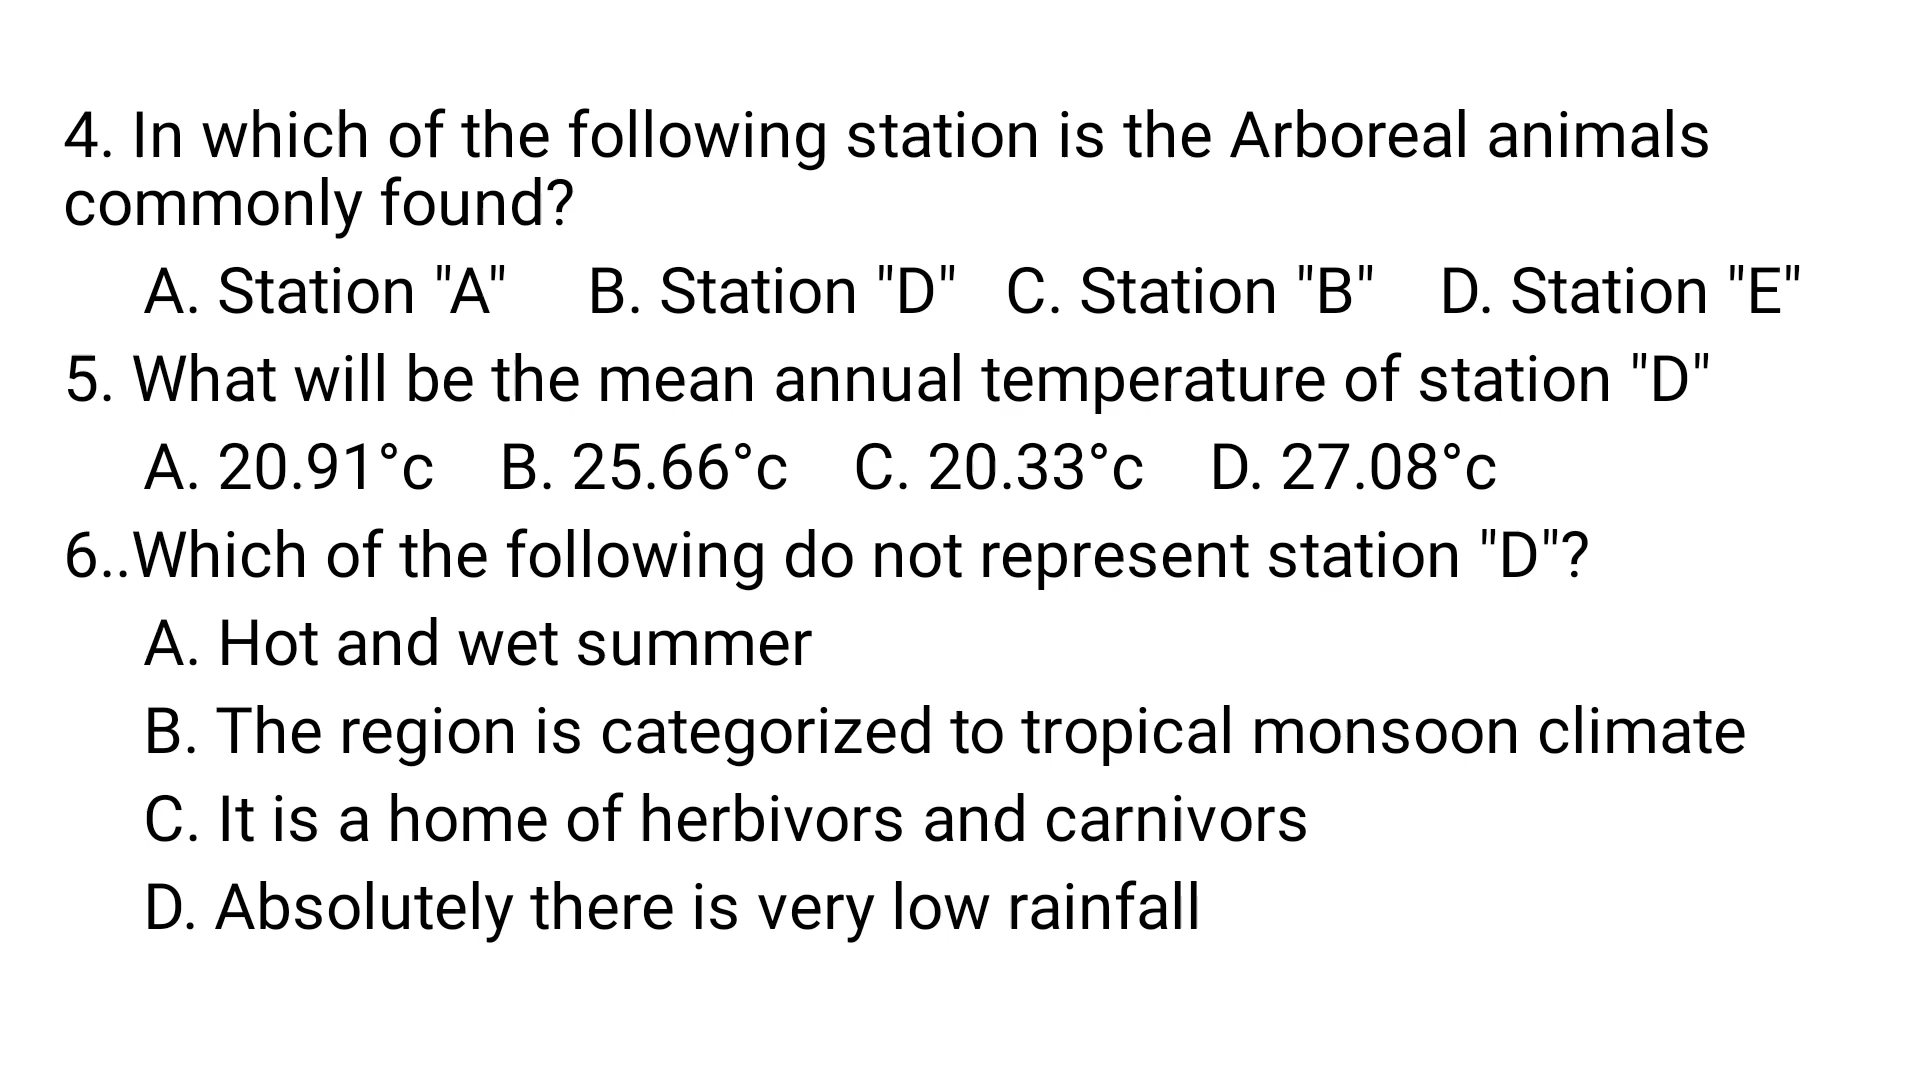 4. In which of the following station is the Arboreal animals
commonly found?
A. Station "A" B. Station "D" C. Station "B" D. Station "E"
5. What will be the mean annual temperature of station "D"
A. 20.91°c B. 25.66°c C. 20.33°c D. 27.08°c
6..Which of the following do not represent station "D"?
A. Hot and wet summer
B. The region is categorized to tropical monsoon climate
C. It is a home of herbivors and carnivors
D. Absolutely there is very low rainfall